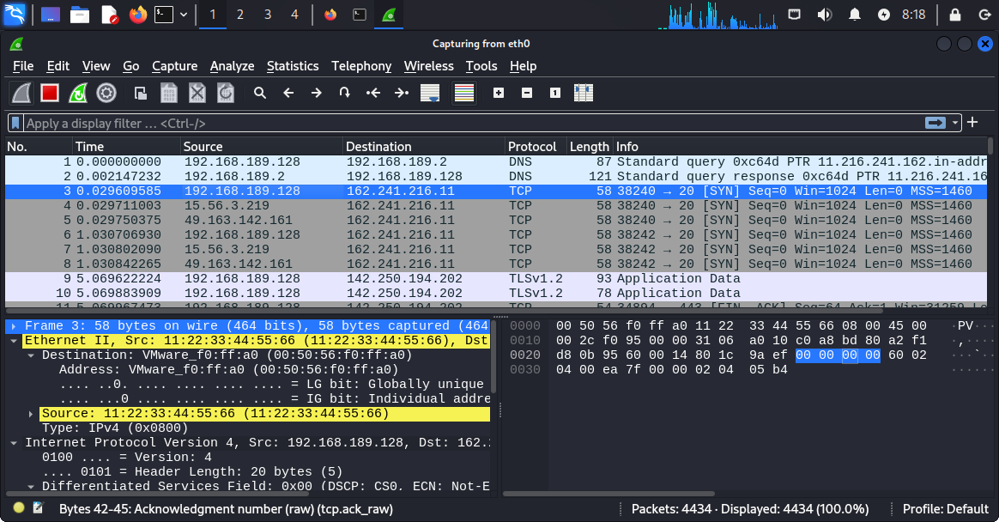 1 2 3 4 8:18
Capturing from eth0
File Edit View Go Capture Analyze Statistics Telephony Wireless Tools Help
Apply a display filter … <Ctrl-/>
No. Time Source Destination Protocol Length Info
1 0.000000000 192.168.189.128 192.168.189.2 DNS 87 Standard query 0xc64d PTR 11.216.241.162.in-addr
2 0.002147232 192.168.189.2 192.168.189.128 DNS 121 Standard query response 0xc64d PTR 11.216.241.16
3 0.029609585 192.168.189.128 162.241.216.11 TCP 58 38240 → 20 [SYN] Seq=0 Win=1024 Len=0 MSS=1460
4 0.029711003 15.56.3.219 162.241.216.11 TCP 58 38240 → 20 [SYN] Seq=0 Win=1024 Len=0 MSS=1460
5 0.029750375 49.163.142.161 162.241.216.11 TCP 58 38240 → 20 [SYN] Seq=0 Win=1024 Len=0 MSS=1460
6 1.030706930 192.168.189.128 162.241.216.11 TCP 58 38242 → 20 [SYN] Seq=0 Win=1024 Len=0 MSS=1460
7 1.030802090 15.56.3.219 162.241.216.11 TCP 58 38242 → 20 [SYN] Seq=0 Win=1024 Len=0 MSS=1460
8 1.030842265 49.163.142.161 162.241.216.11 TCP 58 38242 → 20 [SYN] Seq=0 Win=1024 Len=0 MSS=1460
9 5.069622224 192.168.189.128 142.250.194.202 TLSv1.2 93 Application Data
10 5.069883909 192.168.189.128 142.250.194.202 TLSv1.2 78 Application Data
11 5.069967473 192.168.189.128 142.250.194.202 TCP 54 34894 → 443 [FIN, ACK] Seq=64 Ack=1 Win=31259 Le
Frame 3: 58 bytes on wire (464 bits), 58 bytes captured (464
Ethernet II, Src: 11:22:33:44:55:66 (11:22:33:44:55:66), Dst
Destination: VMware_f0:ff:a0 (00:50:56:f0:ff:a0)
Address: VMware_f0:ff:a0 (00:50:56:f0:ff:a0)
.... ..0. .... .... .... .... = LG bit: Globally unique
.... ...0 .... .... .... .... = IG bit: Individual addre
Source: 11:22:33:44:55:66 (11:22:33:44:55:66)
Type: IPv4 (0x0800)
Internet Protocol Version 4, Src: 192.168.189.128, Dst: 162.
0100 .... = Version: 4
.... 0101 = Header Length: 20 bytes (5)
Differentiated Services Field: 0x00 (DSCP: CS0, ECN: Not-E
0000 00 50 56 f0 ff a0 11 22 33 44 55 66 08 00 45 00 ·PV···
0010 00 2c f0 95 00 00 31 06 a0 10 c0 a8 bd 80 a2 f1 ·,····
0020 d8 0b 95 60 00 14 80 1c 9a ef 00 00 00 00 60 02 ···`··
0030 04 00 ea 7f 00 00 02 04 05 b4 ······
Bytes 42-45: Acknowledgment number (raw) (tcp.ack_raw)
Packets: 4434 · Displayed: 4434 (100.0%)
Profile: Default